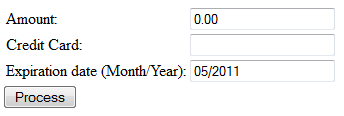 Amount: 0.00
Credit Card:
Expiration date (Month/Year): 05/2011
Process